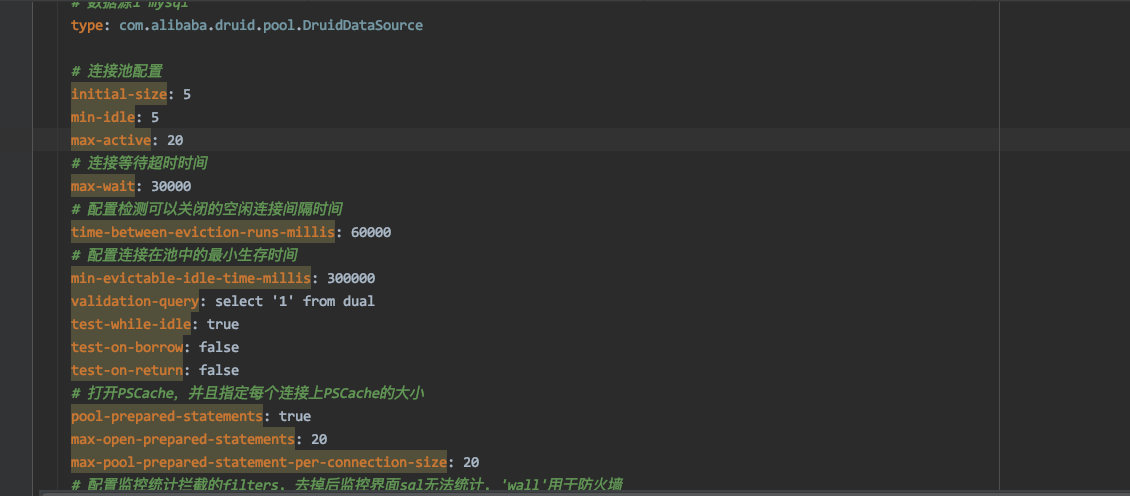 # 数据源1 mysql
type: com.alibaba.druid.pool.DruidDataSource
# 连接池配置
initial-size: 5
min-idle: 5
max-active: 20
# 连接等待超时时间
max-wait: 30000
# 配置检测可以关闭的空闲连接间隔时间
time-between-eviction-runs-millis: 60000
# 配置连接在池中的最小生存时间
min-evictable-idle-time-millis: 300000
validation-query: select '1' from dual
test-while-idle: true
test-on-borrow: false
test-on-return: false
# 打开PSCache, 并且指定每个连接上PSCache的大小
pool-prepared-statements: true
max-open-prepared-statements: 20
max-pool-prepared-statement-per-connection-size: 20
# 配置监控统计拦截的filters, 去掉后监控界面sql无法统计, 'wall'用于防火墙